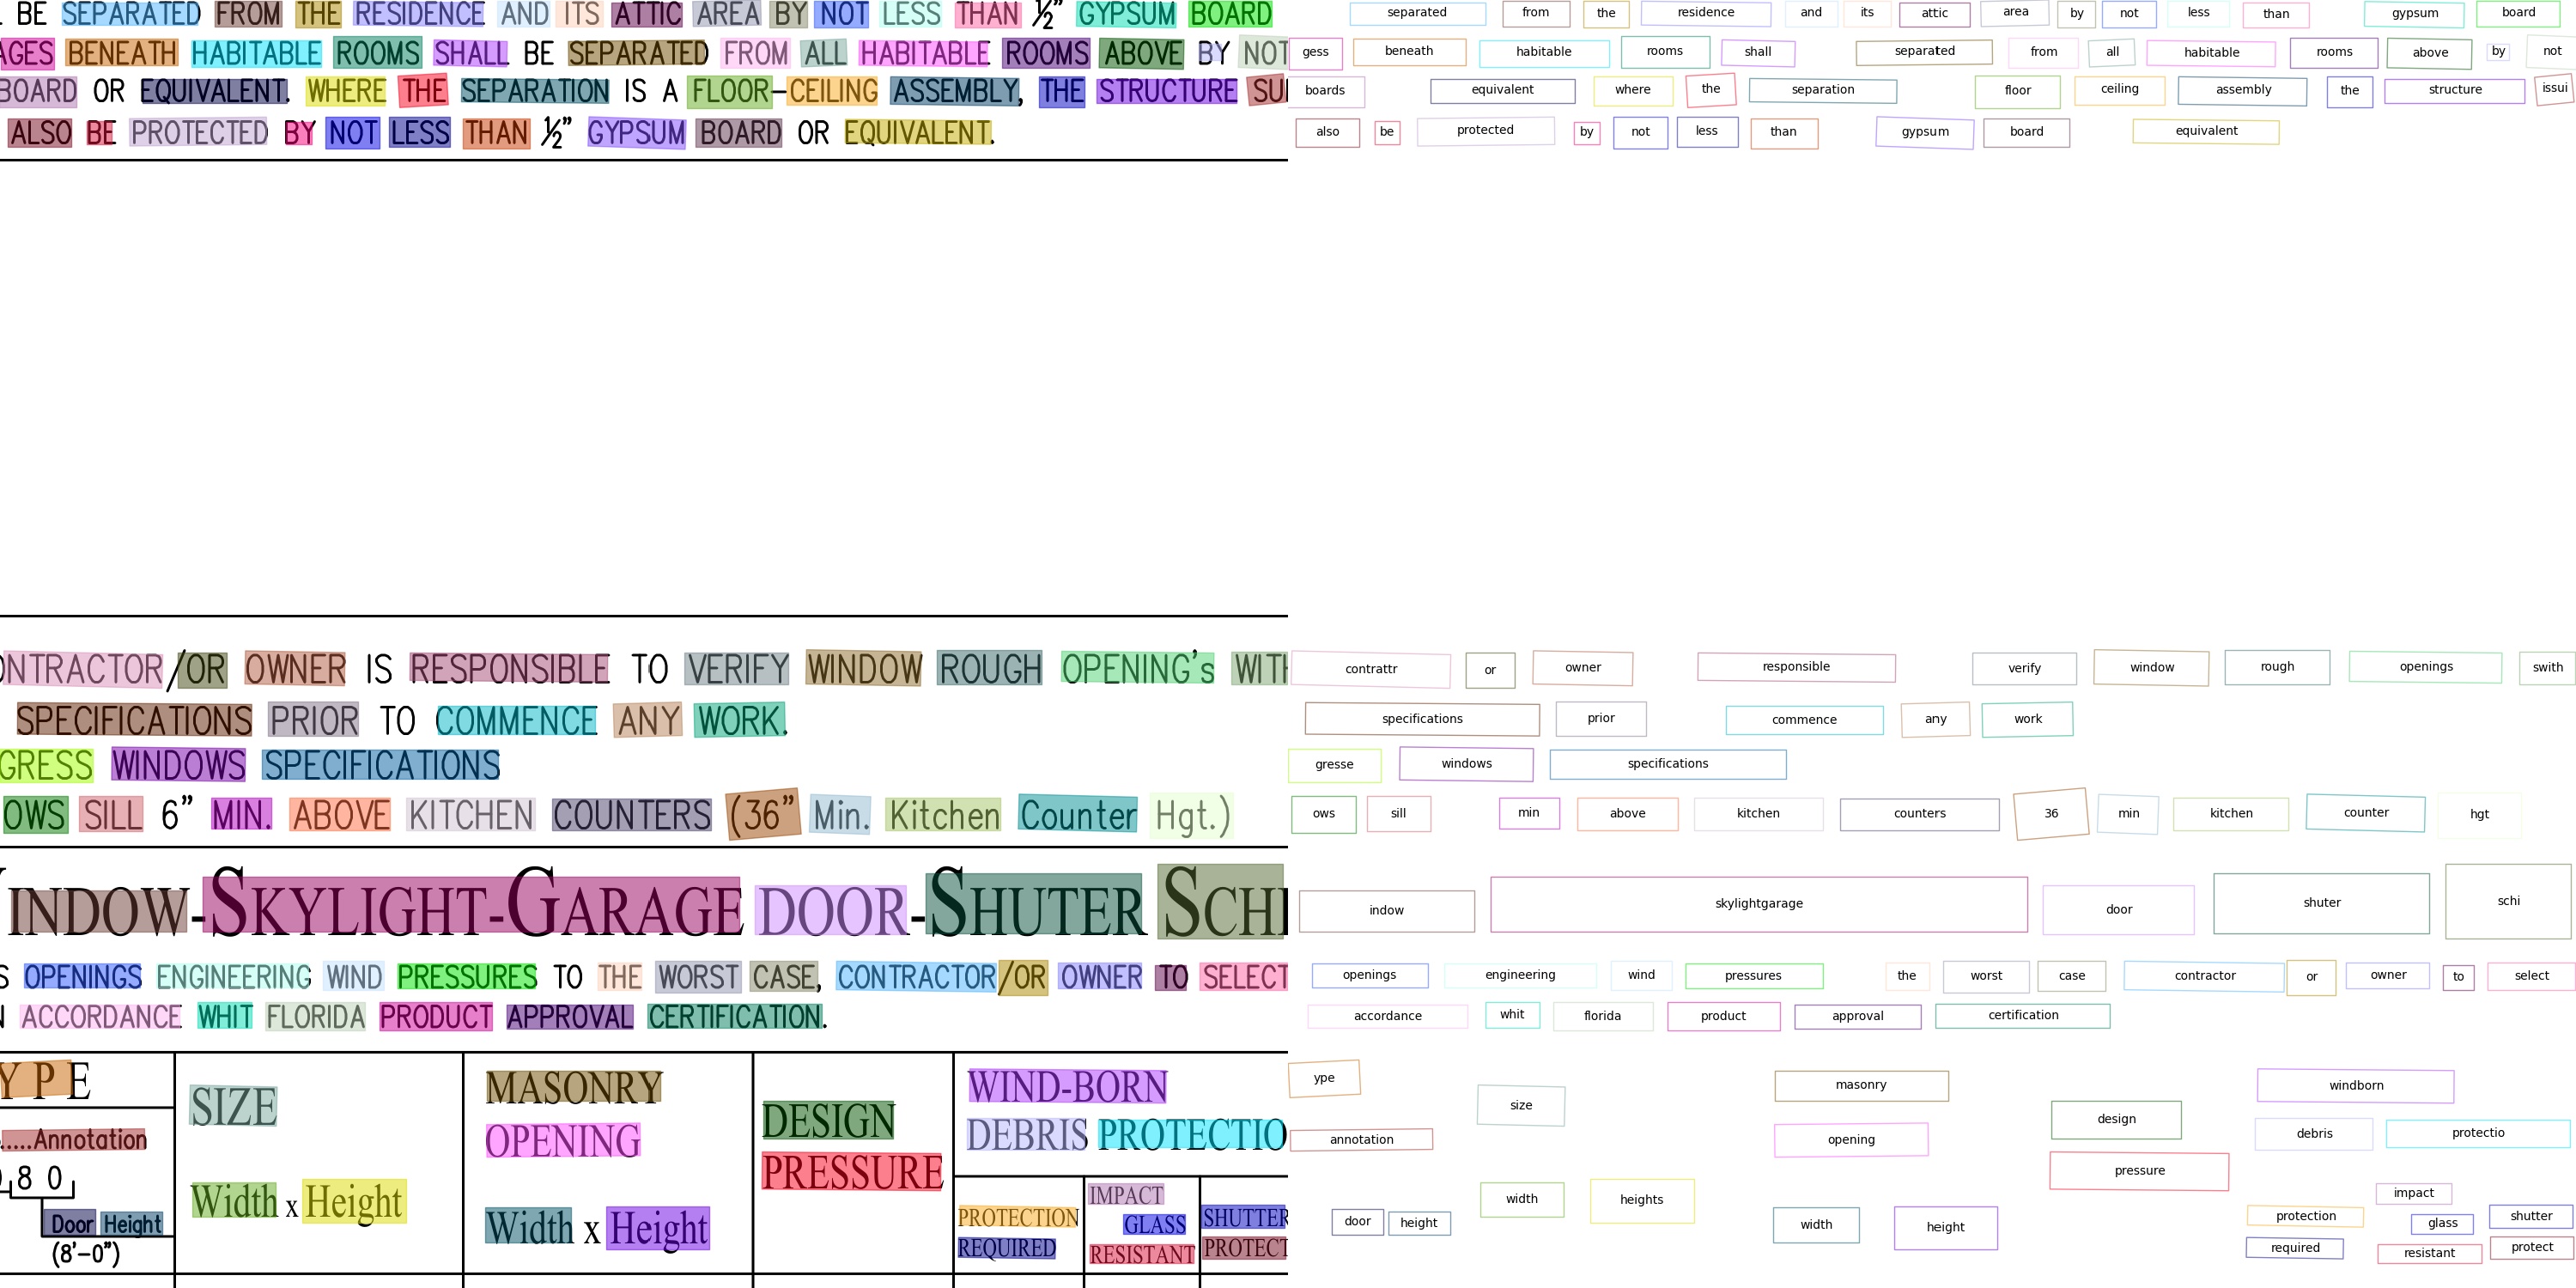 BE SEPARATED FROM THE RESIDENCE AND ITS ATTIC AREA BY NOT LESS THAN ½" GYPSUM BOARD
AGES BENEATH HABITABLE ROOMS SHALL BE SEPARATED FROM ALL HABITABLE ROOMS ABOVE BY NOT
BOARD OR EQUIVALENT. WHERE THE SEPARATION IS A FLOOR-CEILING ASSEMBLY, THE STRUCTURE SU
ALSO BE PROTECTED BY NOT LESS THAN ½" GYPSUM BOARD OR EQUIVALENT.
ONTRACTOR/OR OWNER IS RESPONSIBLE TO VERIFY WINDOW ROUGH OPENING's WITH
SPECIFICATIONS PRIOR TO COMMENCE ANY WORK.
GRESS WINDOWS SPECIFICATIONS
OWS SILL 6" MIN. ABOVE KITCHEN COUNTERS (36" Min. Kitchen Counter Hgt.)
INDOW-SKYLIGHT-GARAGE DOOR-SHUTER SCH
S OPENINGS ENGINEERING WIND PRESSURES TO THE WORST CASE, CONTRACTOR/OR OWNER TO SELECT
N ACCORDANCE WHIT FLORIDA PRODUCT APPROVAL CERTIFICATION.
YPE
.....Annotation
80
Door Height
(8'-0")
SIZE
Width x Height
MASONRY
OPENING
Width x Height
DESIGN
PRESSURE
WIND-BORN
DEBRIS PROTECTIO
PROTECTION
REQUIRED
IMPACT
GLASS
RESISTANT
SHUTTER
PROTECT
separated from the residence and its attic area by not less than gypsum board
gess beneath habitable rooms shall separated from all habitable rooms above by not
boards equivalent where the separation floor ceiling assembly the structure issui
also be protected by not less than gypsum board equivalent
contrattr or owner responsible verify window rough openings swith
specifications prior commence any work
gresse windows specifications
ows sill min above kitchen counters 36 min kitchen counter hgt
indow skylightgarage door shuter schi
openings engineering wind pressures the worst case contractor or owner to select
accordance whit florida product approval certification
ype
annotation
door height
size
width heights
masonry
opening
width height
design
pressure
windborn
debris protectio
protection
required
impact
glass
resistant
shutter
protect